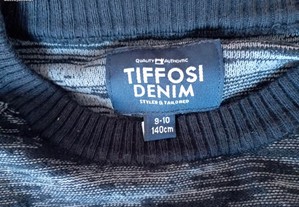 QUALITY AUTHENTIC
TIFFOSI
DENIM
STYLED & TAILORED
9-10
140cm